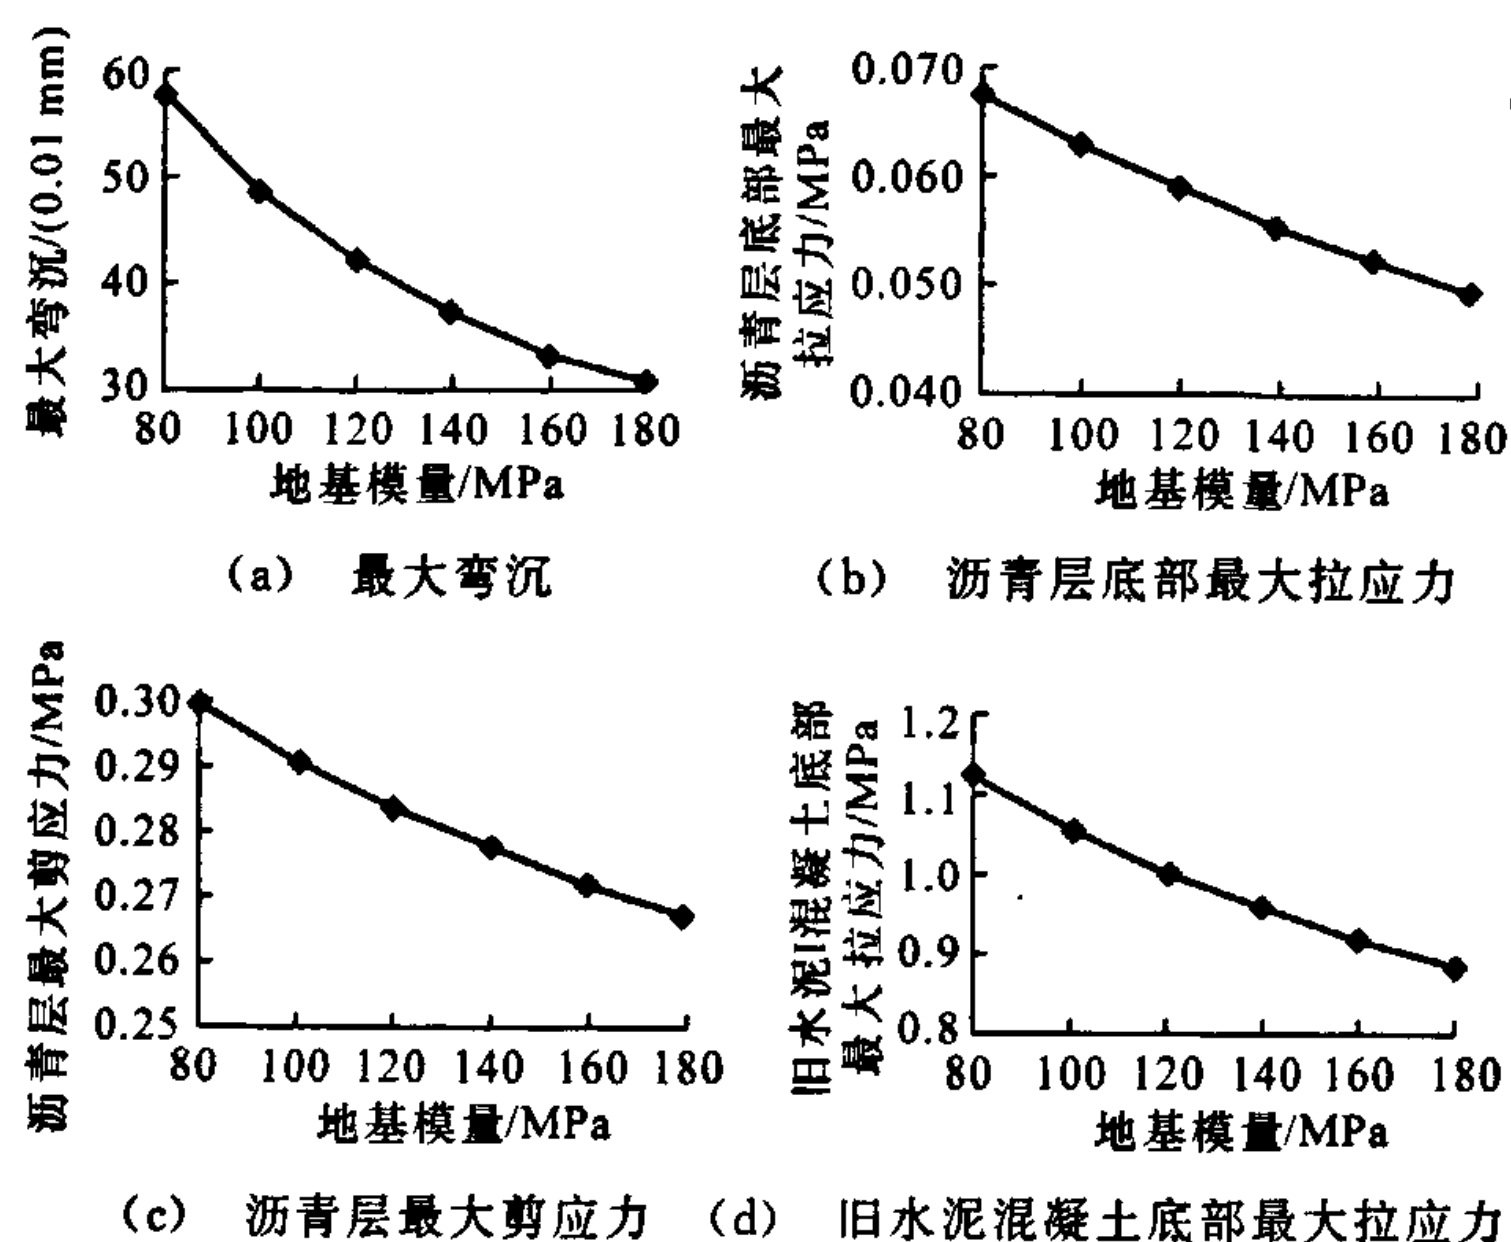 最大弯沉/(0.01 mm)
60
50
40
30
80 100 120 140 160 180
地基模量/MPa
(a) 最大弯沉
沥青层底部最大
拉应力/MPa
0.070
0.060
0.050
0.040
80 100 120 140 160 180
地基模量/MPa
(b) 沥青层底部最大拉应力
沥青层最大剪应力/MPa
0.30
0.29
0.28
0.27
0.26
0.25
80 100 120 140 160 180
地基模量/MPa
(c) 沥青层最大剪应力
旧水泥混凝土底部
最大拉应力/MPa
1.2
1.1
1.0
0.9
0.8
80 100 120 140 160 180
地基模量/MPa
(d) 旧水泥混凝土底部最大拉应力